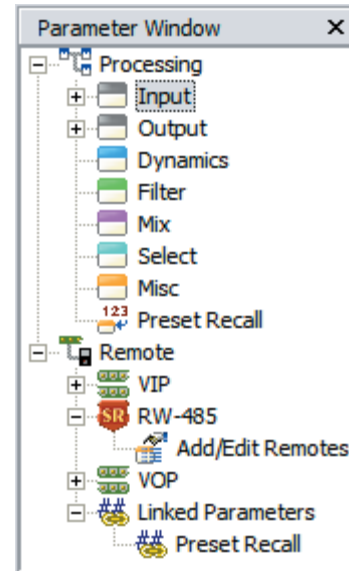 Parameter Window
Processing
Input
Output
Dynamics
Filter
Mix
Select
Misc
123 Preset Recall
Remote
VIP
SR RW-485
Add/Edit Remotes
VOP
## Linked Parameters
## Preset Recall